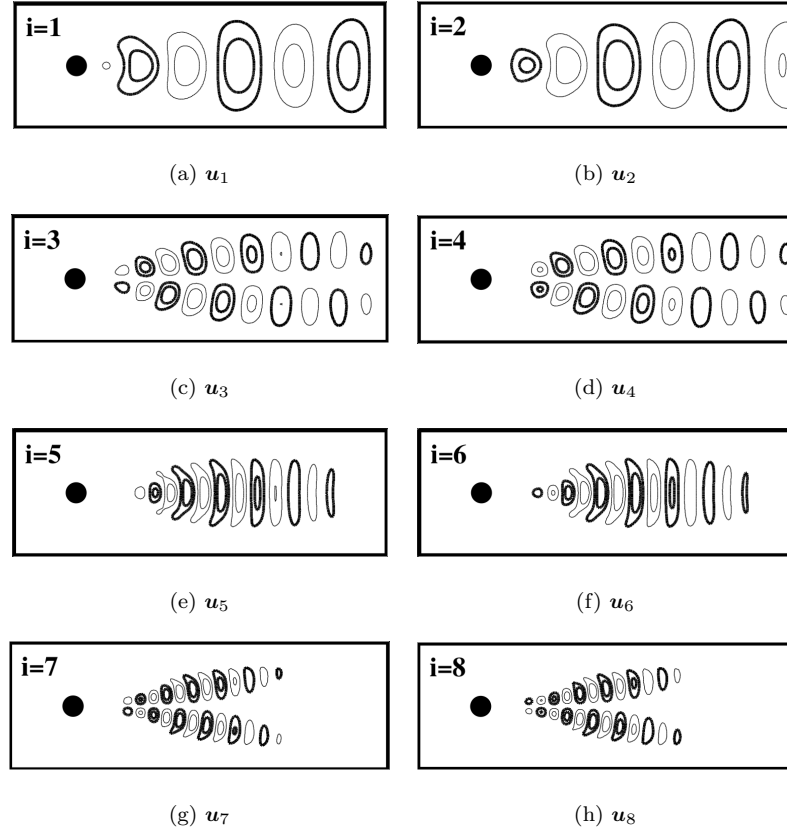 i=1
i=2
(a) u1
(b) u2
i=3
i=4
(c) u3
(d) u4
i=5
i=6
(e) u5
(f) u6
i=7
i=8
(g) u7
(h) u8